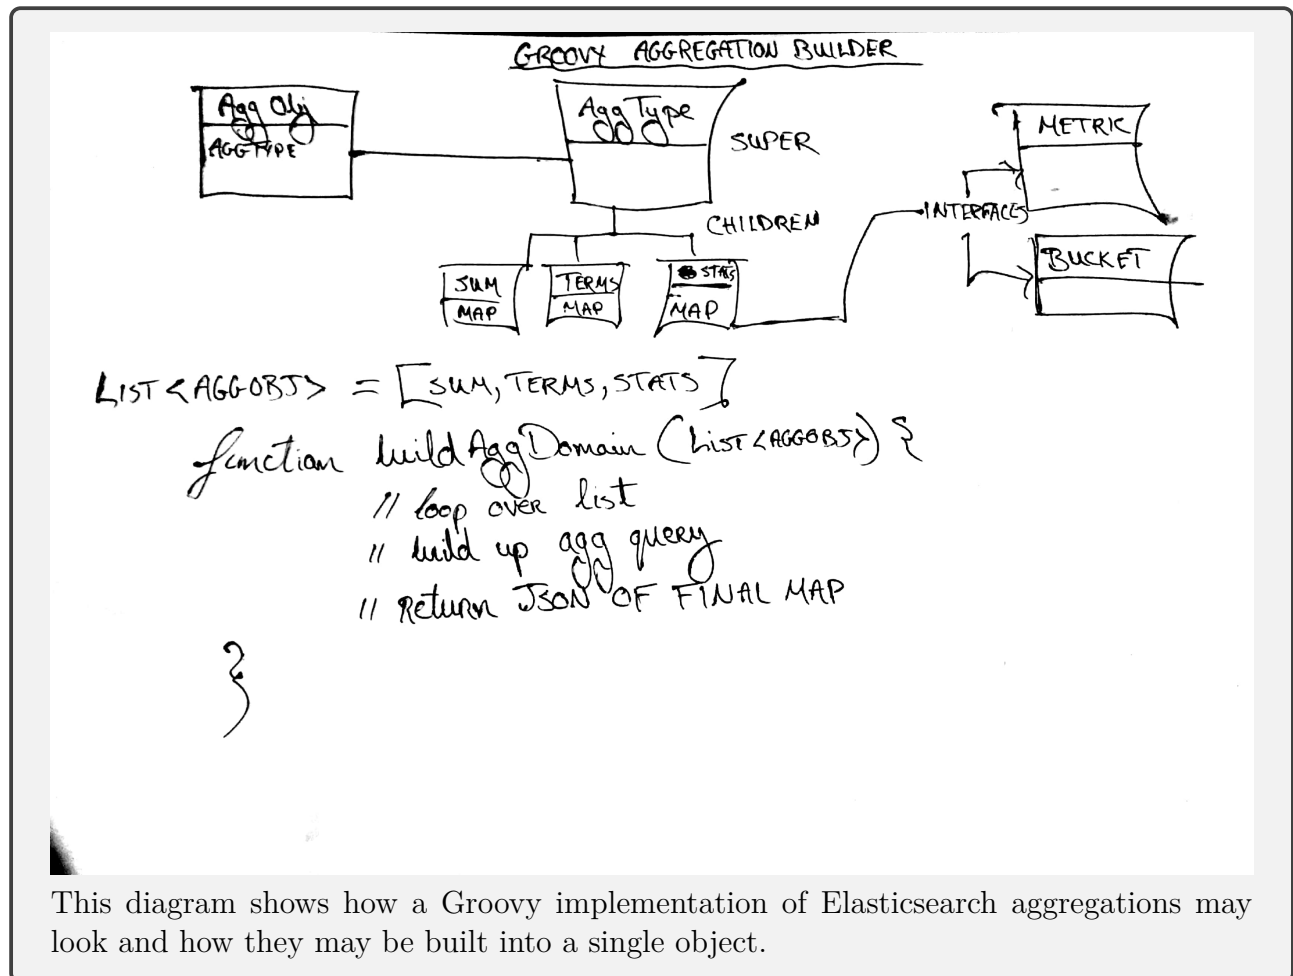 GROOVY AGGREGATION BUILDER
Agg Obj
AGGTYPE
Agg Type
SUPER
CHILDREN
SUM
MAP
TERMS
MAP
STATS
MAP
INTERFACES
METRIC
BUCKET
LIST<AGGOBJ> = [SUM, TERMS, STATS]
function buildAggDomain (LIST<AGGOBJ>) {
// loop over list
// build up agg query
// Return JSON OF FINAL MAP
}
This diagram shows how a Groovy implementation of Elasticsearch aggregations may
look and how they may be built into a single object.